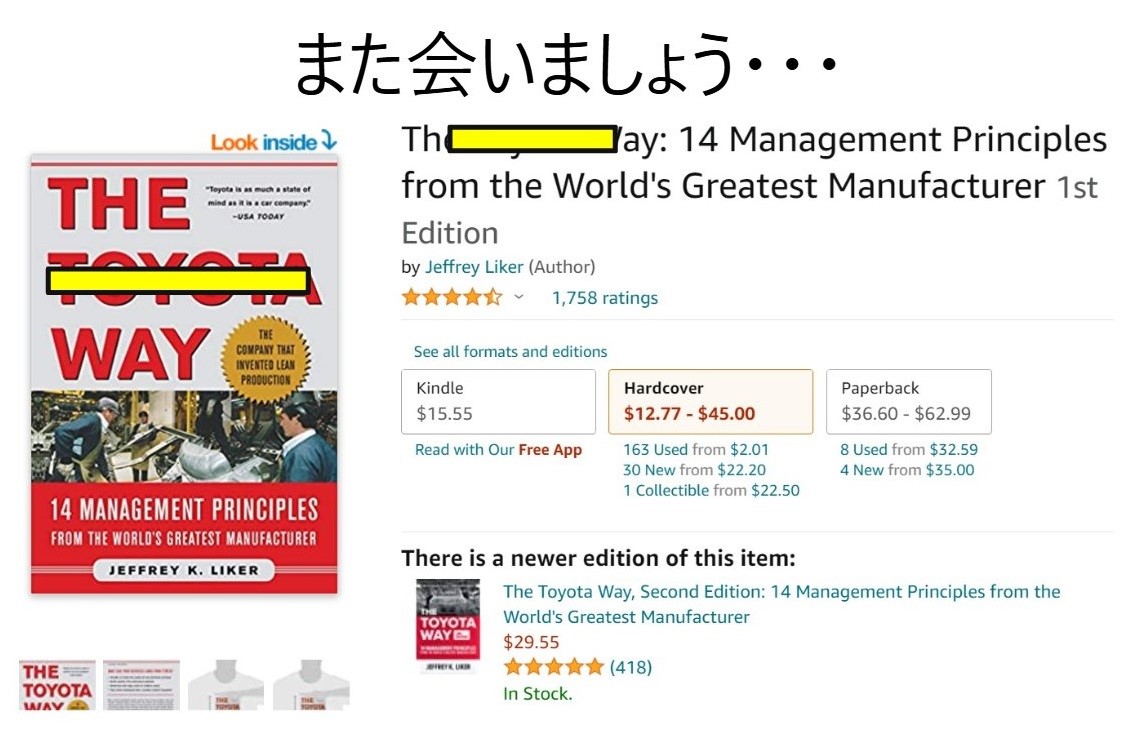 また会いましょう・・・
Look inside
THE
"Toyota is as much a state of
mind as it is a car company."
–USA TODAY
TOYOTA
WAY
THE
COMPANY THAT
INVENTED LEAN
PRODUCTION
14 MANAGEMENT PRINCIPLES
FROM THE WORLD'S GREATEST MANUFACTURER
JEFFREY K. LIKER
THE
TOYOTA
WAY
The ay: 14 Management Principles
from the World's Greatest Manufacturer 1st
Edition
by Jeffrey Liker (Author)
1,758 ratings
See all formats and editions
Kindle
$15.55
Read with Our Free App
Hardcover
$12.77 - $45.00
163 Used from $2.01
30 New from $22.20
1 Collectible from $22.50
Paperback
$36.60 - $62.99
8 Used from $32.59
4 New from $35.00
There is a newer edition of this item:
THE
TOYOTA
WAY
JEFFREY K. LIKER
The Toyota Way, Second Edition: 14 Management Principles from the
World's Greatest Manufacturer
$29.55
(418)
In Stock.